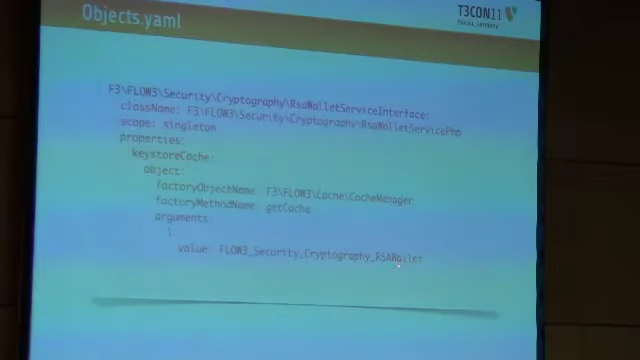 Objects.yaml
T3CON11
F3\FLOW3\Security\Cryptography\RsaWalletServiceInterface:
className: F3\FLOW3\Security\Cryptography\RsaWalletServicePhp
scope: singleton
properties:
keystoreCache:
object:
factoryObjectName: F3\FLOW3\Cache\CacheManager
factoryMethodName: getCache
arguments:
1:
value: FLOW3_Security_Cryptography_RSAWallet